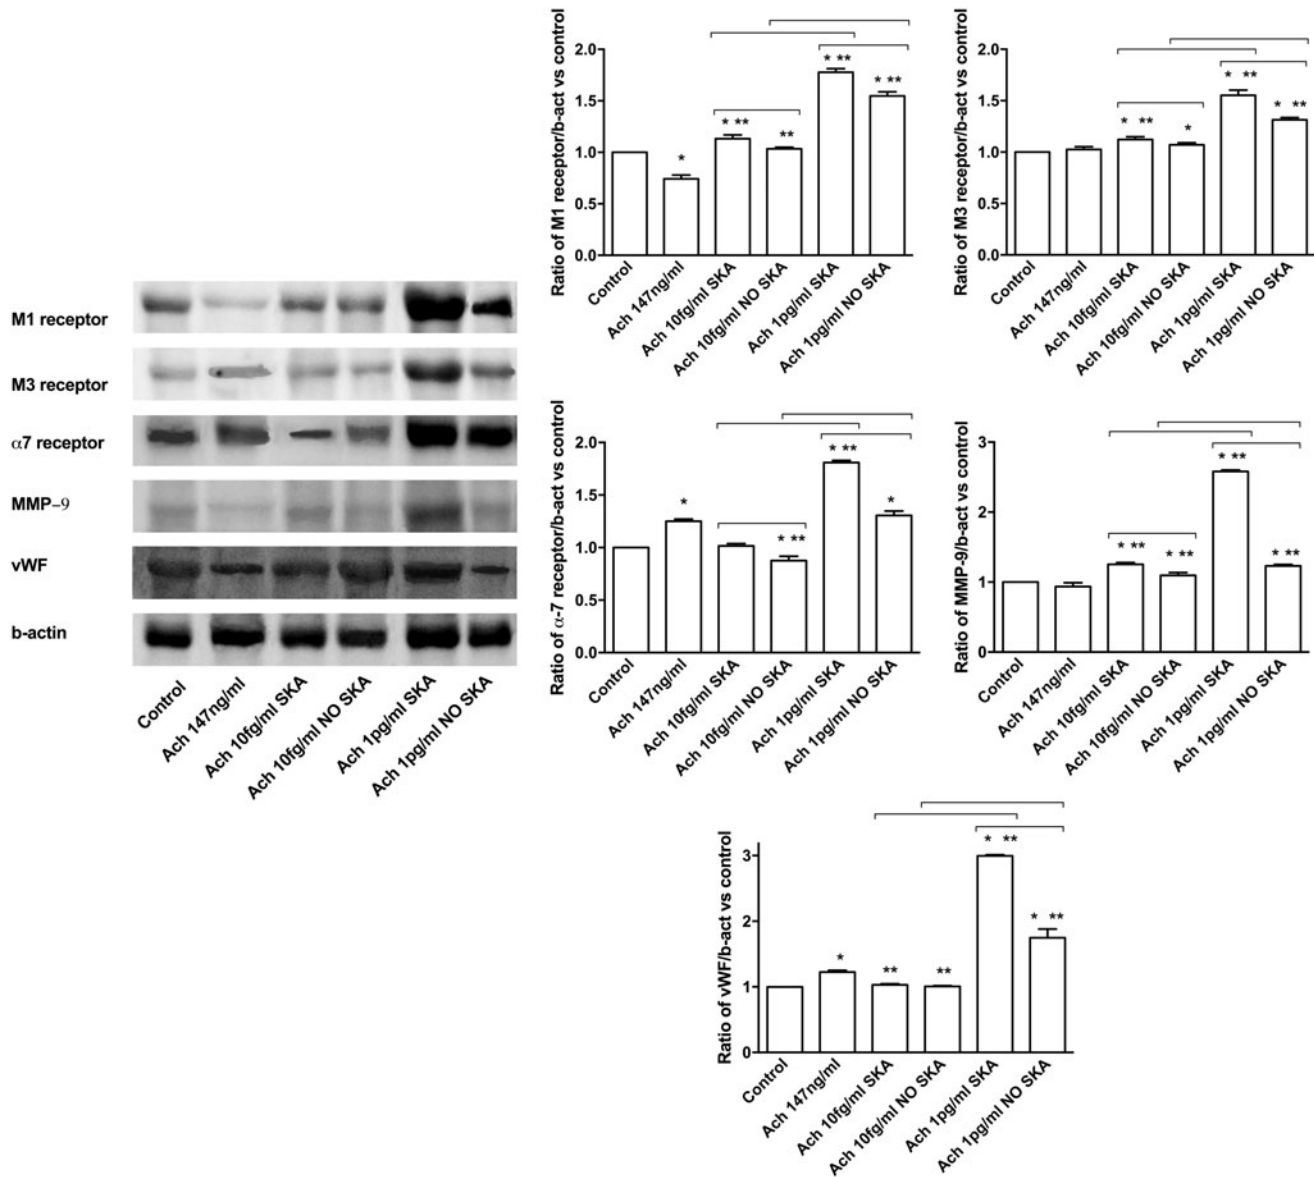 M1 receptor
M3 receptor
α7 receptor
MMP-9
vWF
b-actin
Control
Ach 147ng/ml
Ach 10fg/ml SKA
Ach 10fg/ml NO SKA
Ach 1pg/ml SKA
Ach 1pg/ml NO SKA
Ratio of M1 receptor/b-act vs control
2.0
1.5
1.0
0.5
0.0
*
* **
**
* **
* **
Control
Ach 147ng/ml
Ach 10fg/ml SKA
Ach 10fg/ml NO SKA
Ach 1pg/ml SKA
Ach 1pg/ml NO SKA
Ratio of M3 receptor/b-act vs control
2.0
1.5
1.0
0.5
0.0
* **
*
* **
* **
Control
Ach 147ng/ml
Ach 10fg/ml SKA
Ach 10fg/ml NO SKA
Ach 1pg/ml SKA
Ach 1pg/ml NO SKA
Ratio of α-7 receptor/b-act vs control
2.0
1.5
1.0
0.5
0.0
*
* **
* **
*
Control
Ach 147ng/ml
Ach 10fg/ml SKA
Ach 10fg/ml NO SKA
Ach 1pg/ml SKA
Ach 1pg/ml NO SKA
Ratio of MMP-9/b-act vs control
3
2
1
0
* **
* **
* **
* **
Control
Ach 147ng/ml
Ach 10fg/ml SKA
Ach 10fg/ml NO SKA
Ach 1pg/ml SKA
Ach 1pg/ml NO SKA
Ratio of vWF/b-act vs control
3
2
1
0
*
**
**
* **
* **
Control
Ach 147ng/ml
Ach 10fg/ml SKA
Ach 10fg/ml NO SKA
Ach 1pg/ml SKA
Ach 1pg/ml NO SKA